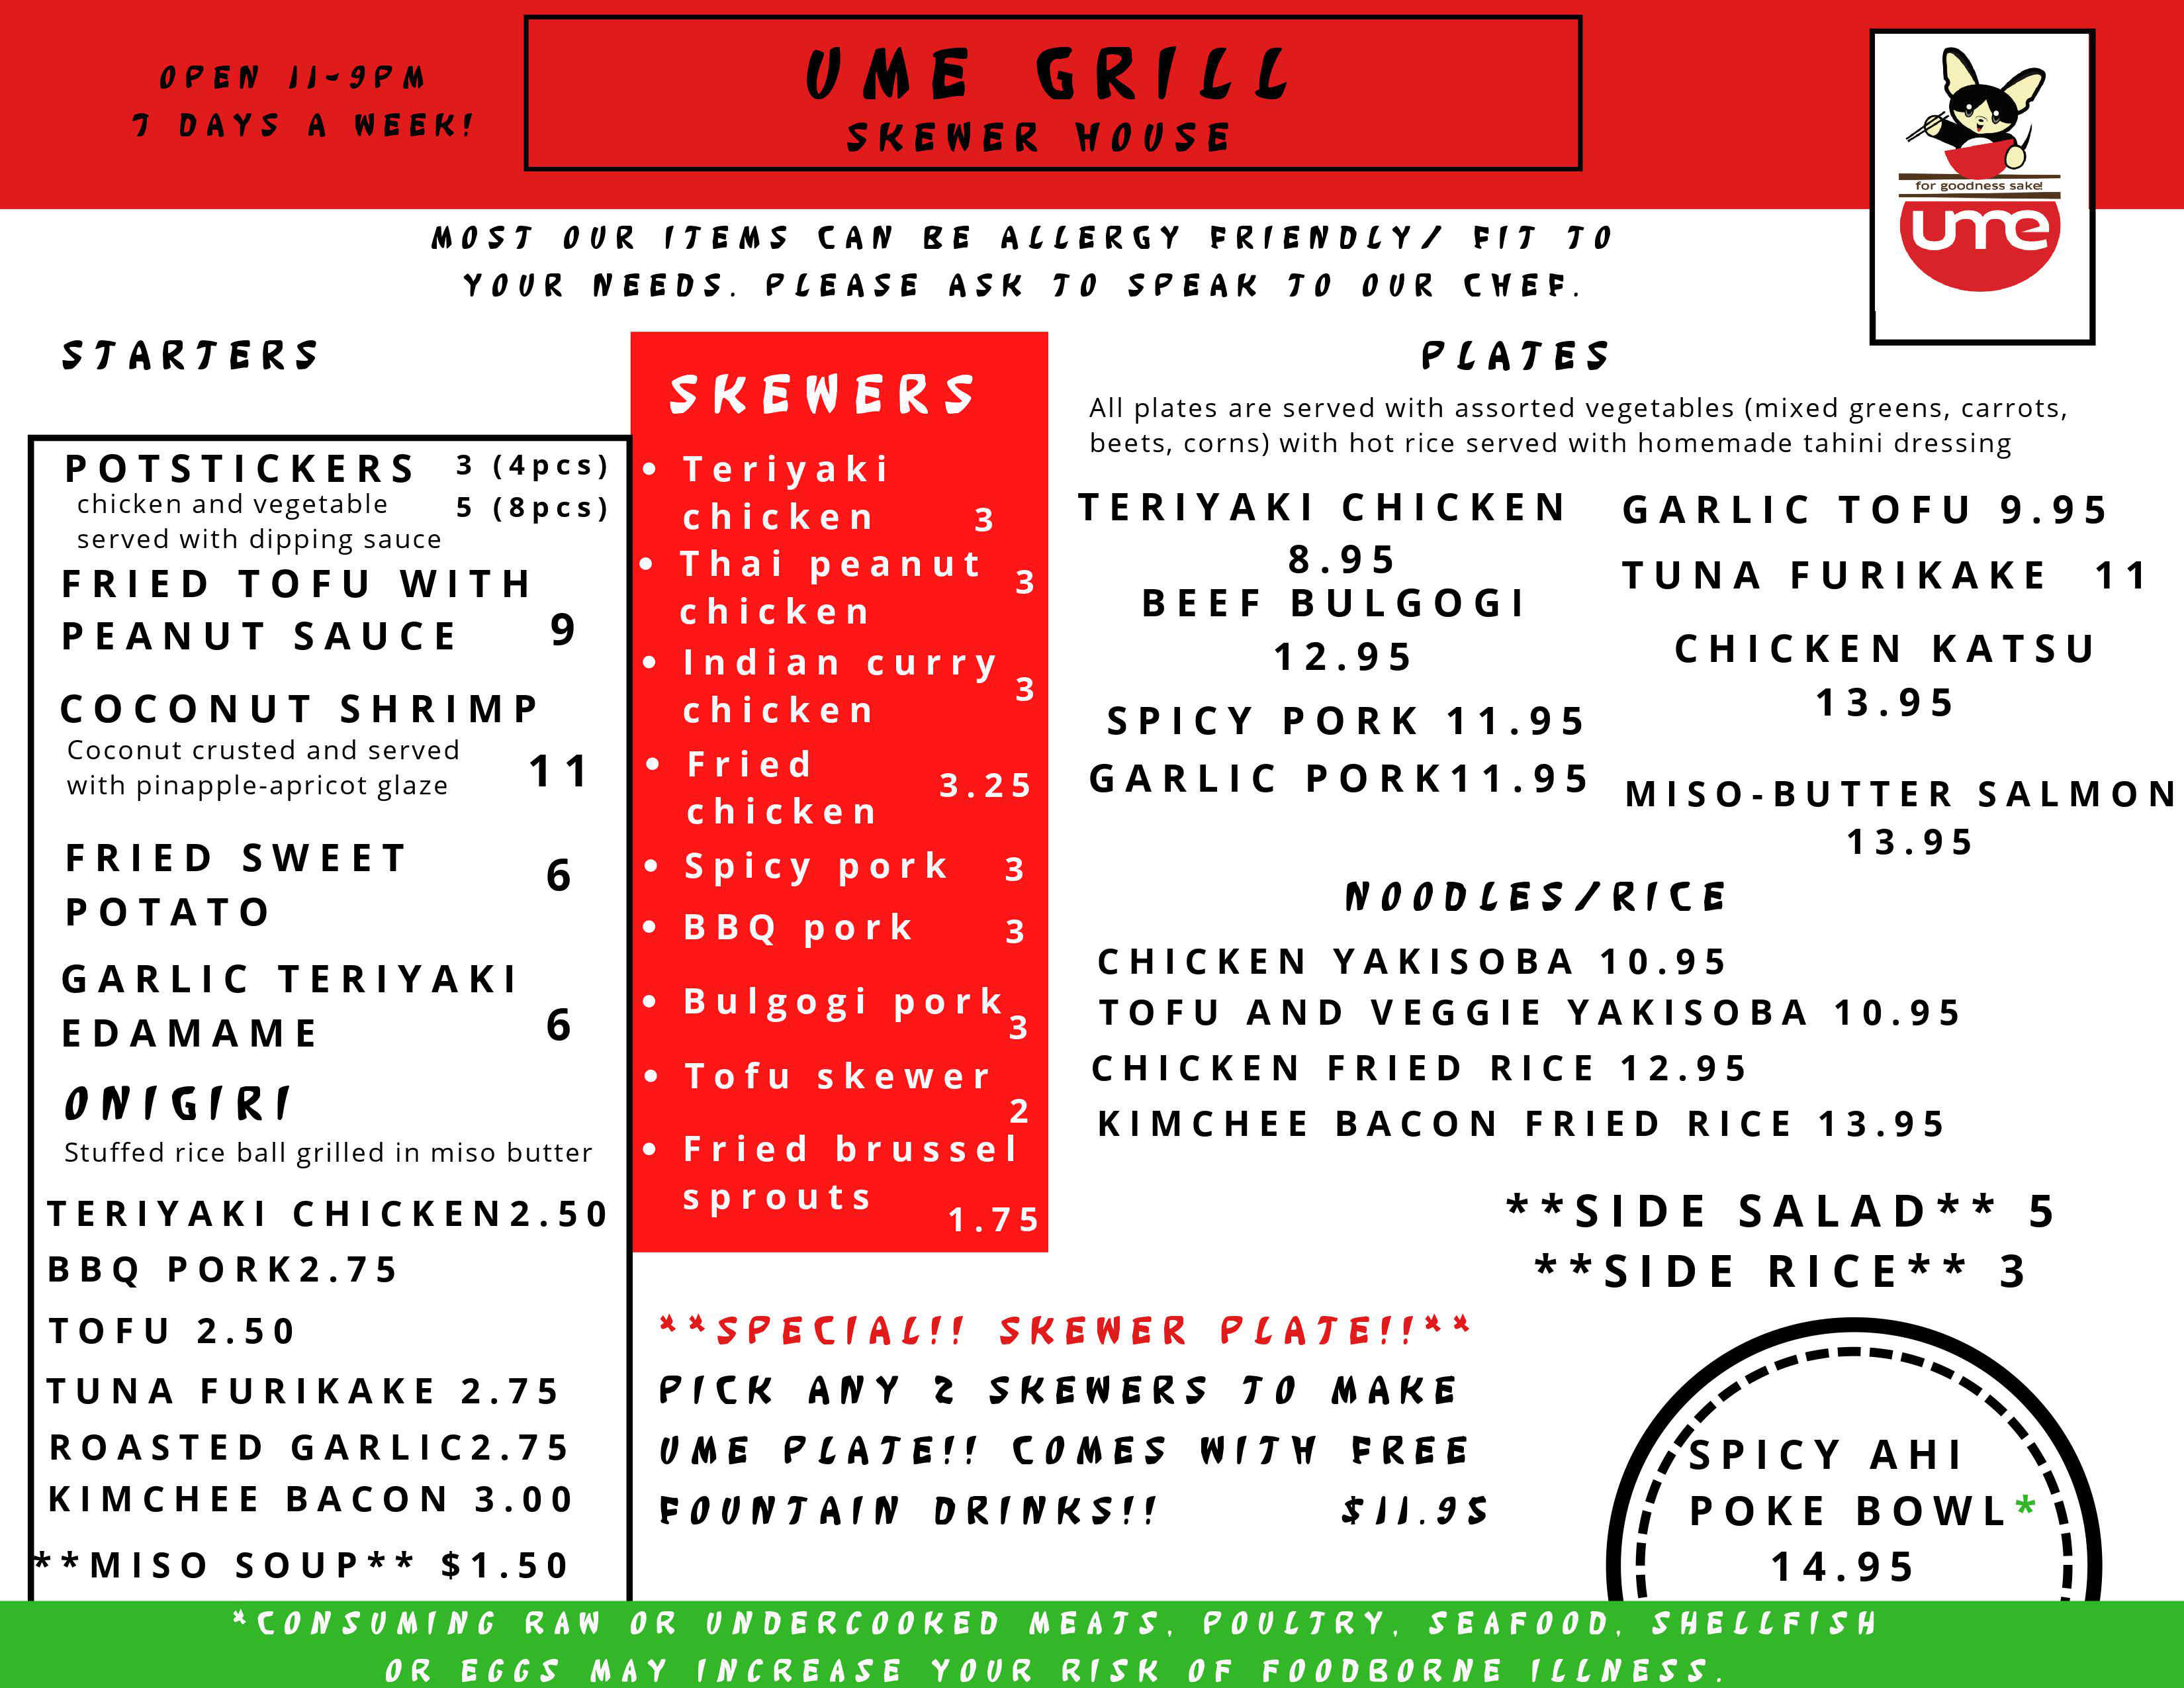 OPEN 11-9PM
7 DAYS A WEEK!
UME GRILL
SKEWER HOUSE
for goodness sake!
ume
MOST OUR ITEMS CAN BE ALLERGY FRIENDLY/ FIT TO
YOUR NEEDS. PLEASE ASK TO SPEAK TO OUR CHEF.
STARTERS
POTSTICKERS 3 (4pcs)
chicken and vegetable 5 (8pcs)
served with dipping sauce
FRIED TOFU WITH
PEANUT SAUCE 9
COCONUT SHRIMP
Coconut crusted and served
with pinapple-apricot glaze 11
FRIED SWEET
POTATO 6
GARLIC TERIYAKI
EDAMAME 6
ONIGIRI
Stuffed rice ball grilled in miso butter
TERIYAKI CHICKEN2.50
BBQ PORK2.75
TOFU 2.50
TUNA FURIKAKE 2.75
ROASTED GARLIC2.75
KIMCHEE BACON 3.00
**MISO SOUP** $1.50
SKEWERS
• Teriyaki
chicken 3
• Thai peanut 3
chicken
• Indian curry 3
chicken
• Fried 3.25
chicken
• Spicy pork 3
• BBQ pork 3
• Bulgogi pork 3
• Tofu skewer
2
• Fried brussel
sprouts 1.75
PLATES
All plates are served with assorted vegetables (mixed greens, carrots,
beets, corns) with hot rice served with homemade tahini dressing
TERIYAKI CHICKEN
8.95
BEEF BULGOGI
12.95
SPICY PORK 11.95
GARLIC PORK11.95
GARLIC TOFU 9.95
TUNA FURIKAKE 11
CHICKEN KATSU
13.95
MISO-BUTTER SALMON
13.95
NOODLES/RICE
CHICKEN YAKISOBA 10.95
TOFU AND VEGGIE YAKISOBA 10.95
CHICKEN FRIED RICE 12.95
KIMCHEE BACON FRIED RICE 13.95
**SIDE SALAD** 5
**SIDE RICE** 3
**SPECIAL!! SKEWER PLATE!!**
PICK ANY 2 SKEWERS TO MAKE
UME PLATE!! COMES WITH FREE
FOUNTAIN DRINKS!! $11.95
SPICY AHI
POKE BOWL*
14.95
*CONSUMING RAW OR UNDERCOOKED MEATS, POULTRY, SEAFOOD, SHELLFISH
OR EGGS MAY INCREASE YOUR RISK OF FOODBORNE ILLNESS.